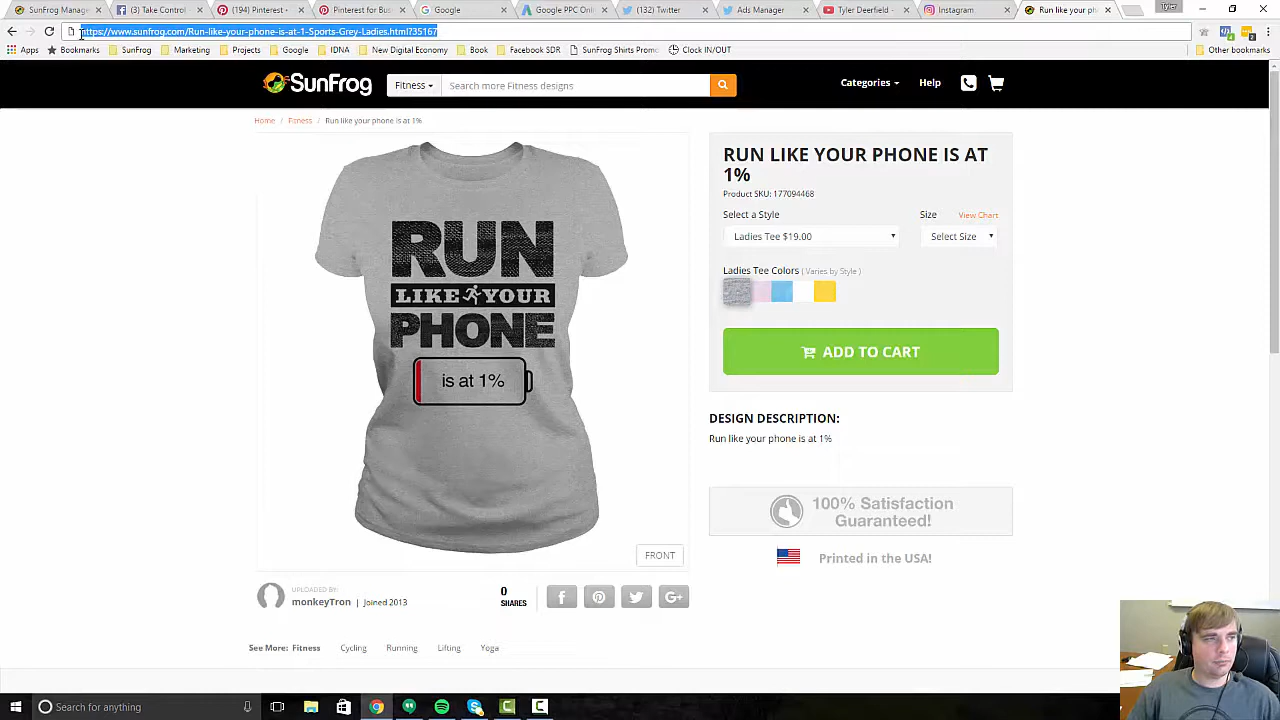 SunFrog Manage
(3) Take Control
(194) Pinterest -
Pinterest for Bus
Google
Google PPC Onli
(132) Twitter
Ads Manager
Tyler Deerfield -
Instagram
Run like your pho
Tyler
https://www.sunfrog.com/Run-like-your-phone-is-at-1-Sports-Grey-Ladies.html?35167
Apps Bookmarks SunFrog Marketing Projects Google IDNA New English Book Facebook SDR SunFrog Shirts Promo Clock IN/OUT Other bookmarks
SunFrog Fitness Search more Fitness designs Categories Help
Home / Fitness / Run like your phone is at 1%
RUN LIKE YOUR PHONE IS AT
1%
Product SKU: 177094468
Select a Style Size View Chart
Ladies Tee $19.00 Select Size
Ladies Tee Colors ( Varies by Style )
ADD TO CART
RUN
LIKE YOUR
PHONE
is at 1%
DESIGN DESCRIPTION:
Run like your phone is at 1%
100% Satisfaction
Guaranteed!
Printed in the USA!
FRONT
UPLOADED BY:
monkeyTron | Joined 2013
0
SHARES
See More: Fitness Cycling Running Lifting Yoga
Search for anything